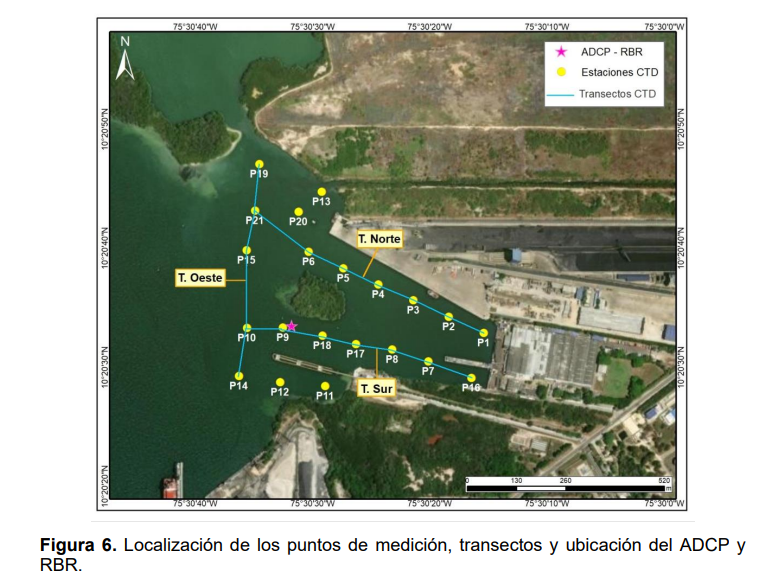 75°30'40"W 75°30'30"W 75°30'20"W 75°30'10"W 75°30'0"W
N
ADCP - RBR
Estaciones CTD
Transectos CTD
10°20'50"N 10°20'50"N
P19
P13
P21 P20
T. Norte
10°20'40"N 10°20'40"N
P15 P6
P5
T. Oeste
P4
P3
P2
P10 P9 P1
P18
P17
P8
10°20'30"N 10°20'30"N
P7
P14 P16
P12 P11 T. Sur
0 130 260 520
m
10°20'20"N 10°20'20"N
75°30'40"W 75°30'30"W 75°30'20"W 75°30'10"W 75°30'0"W
Figura 6. Localización de los puntos de medición, transectos y ubicación del ADCP y
RBR.